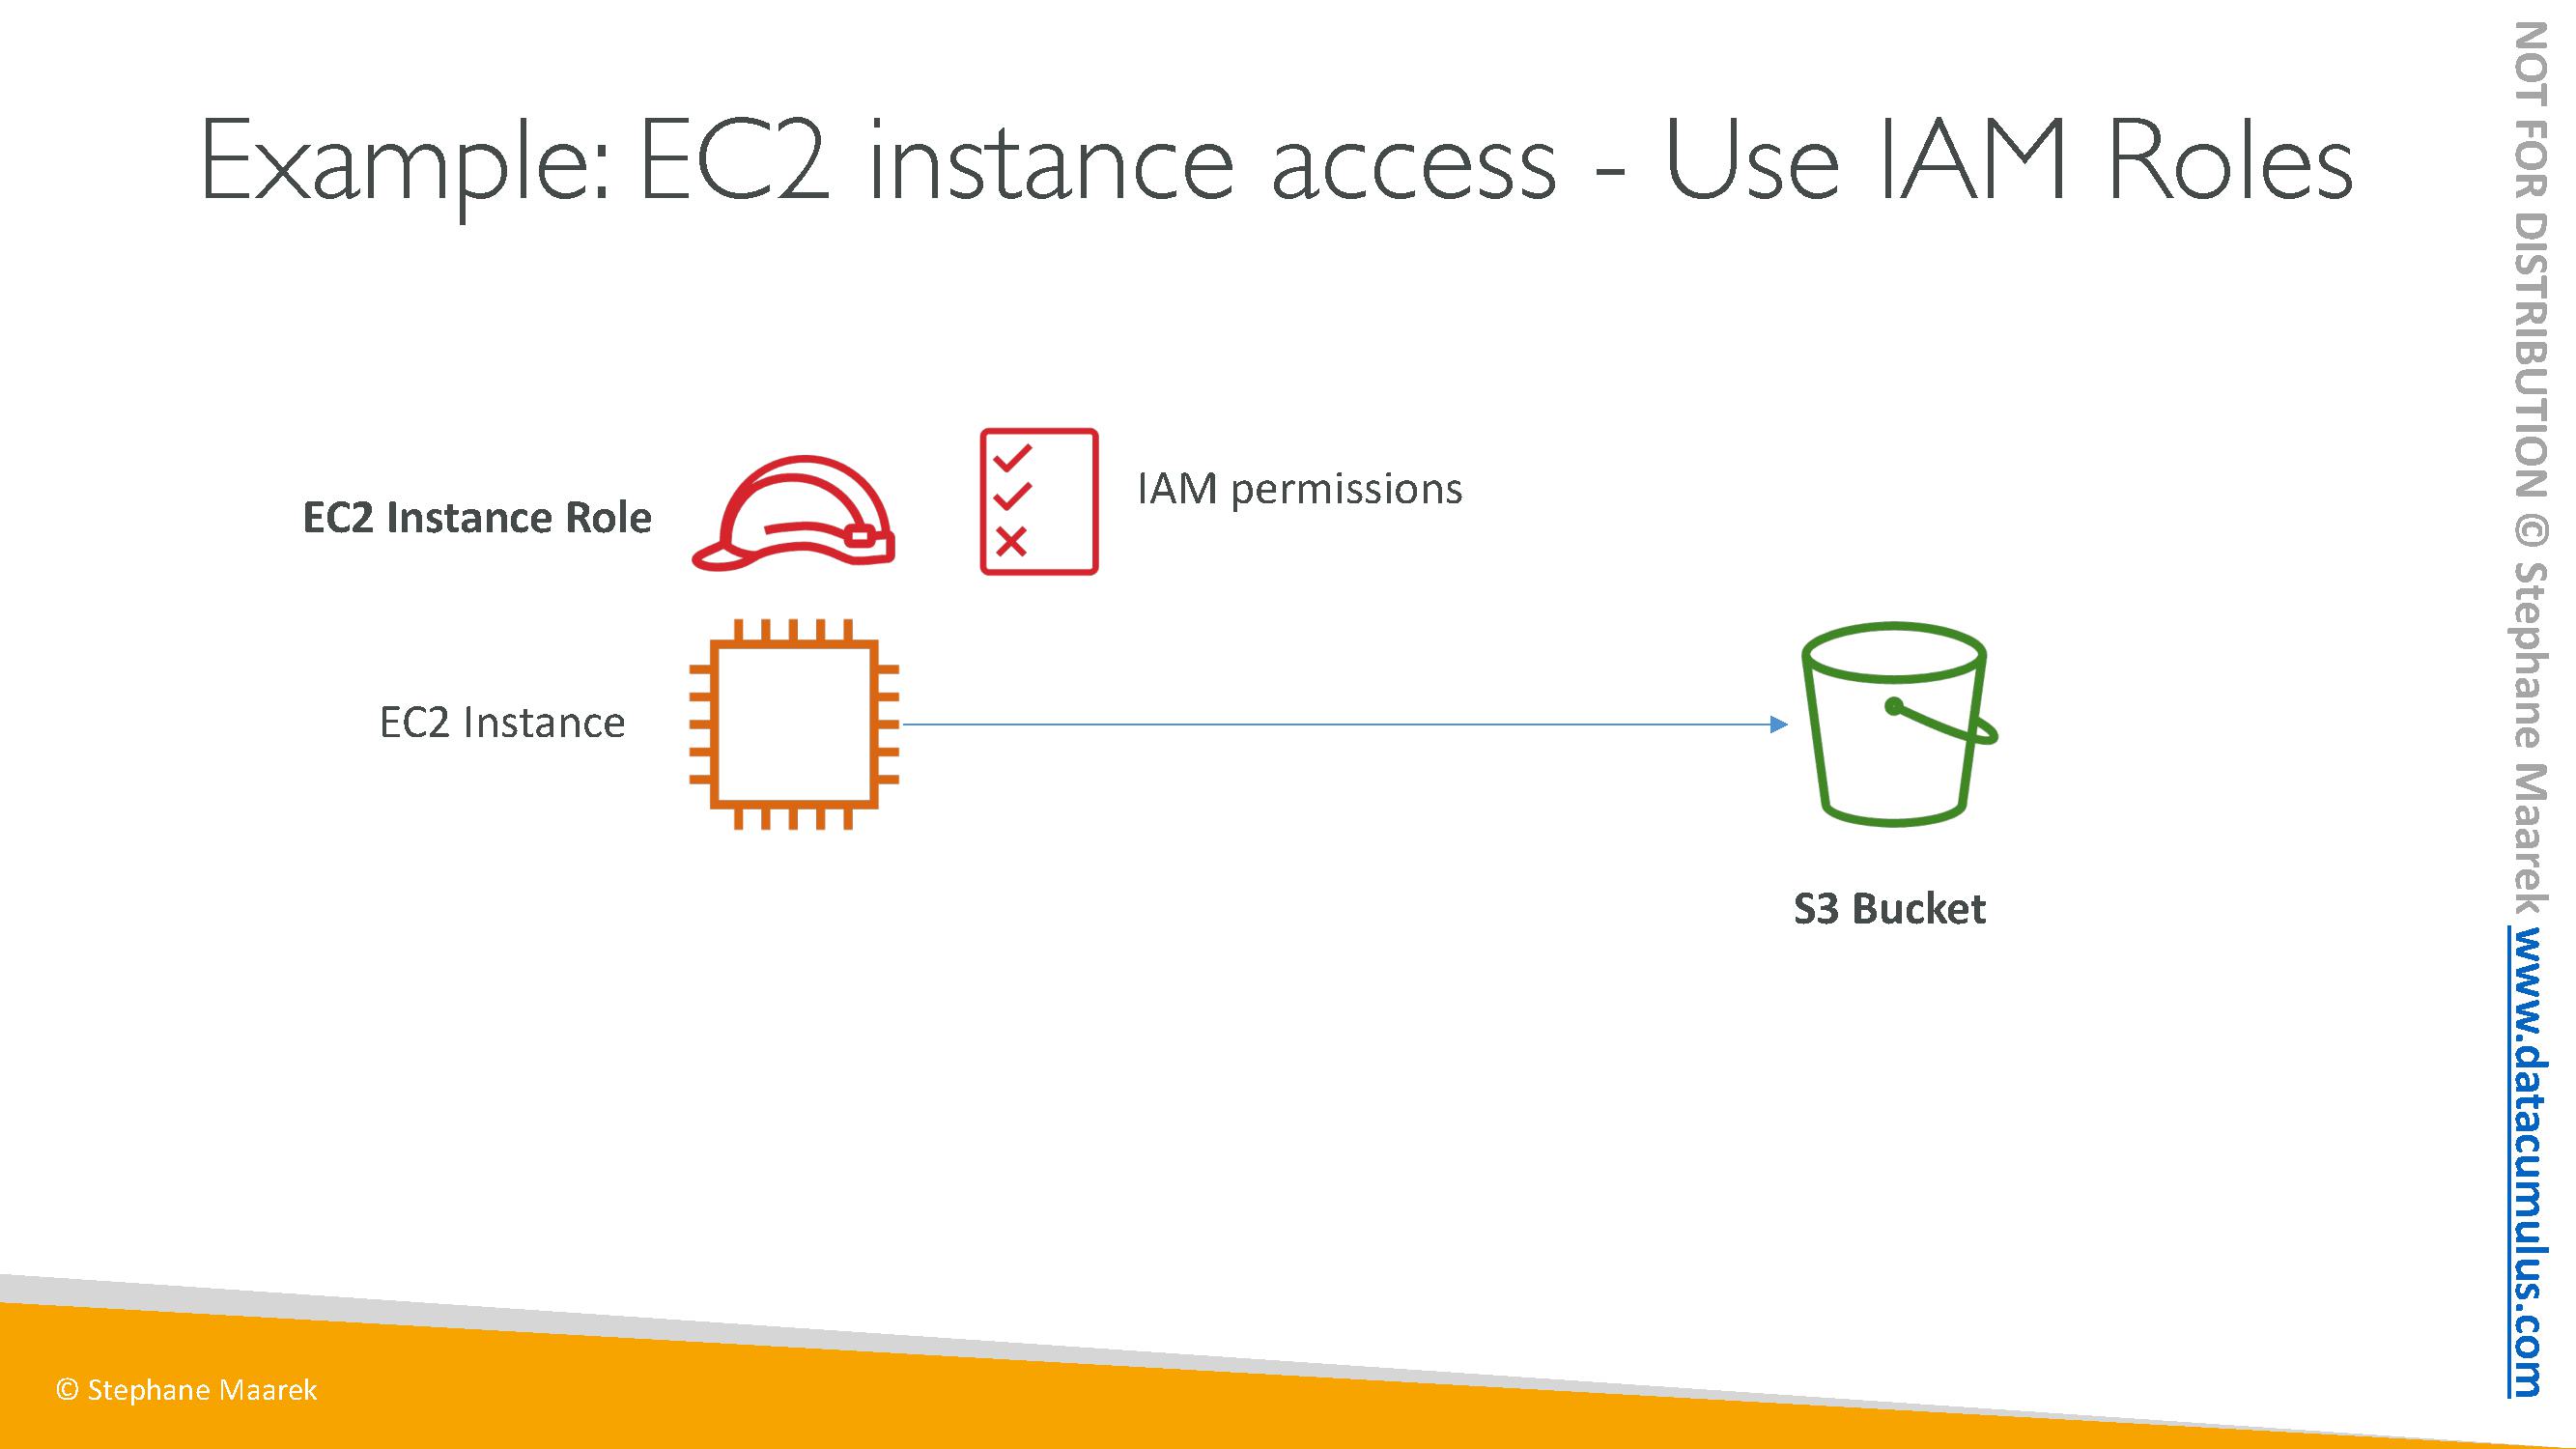 Example: EC2 instance access - Use IAM Roles
EC2 Instance Role
IAM permissions
EC2 Instance
S3 Bucket
© Stephane Maarek
NOT FOR DISTRIBUTION © Stephane Maarek www.datacumulus.com